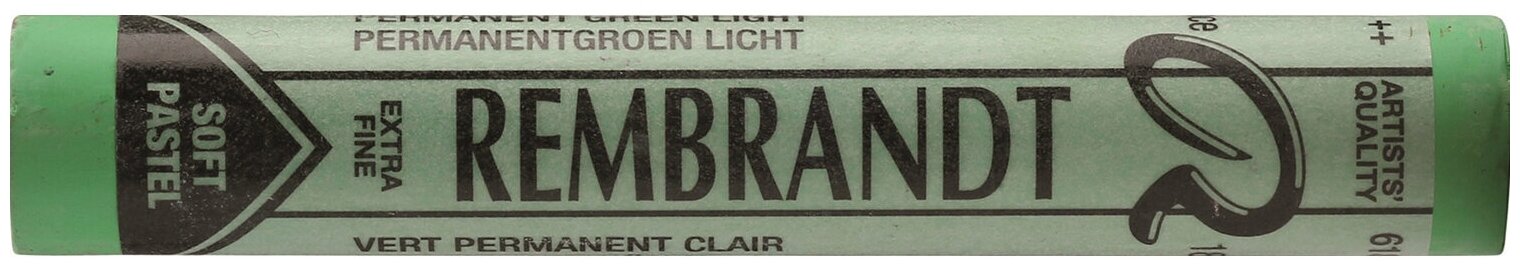 PERMANENT GREEN LIGHT
PERMANENTGROEN LICHT
SOFT
PASTEL
EXTRA
FINE
REMBRANDT
R
ARTISTS'
QUALITY
++
VERT PERMANENT CLAIR